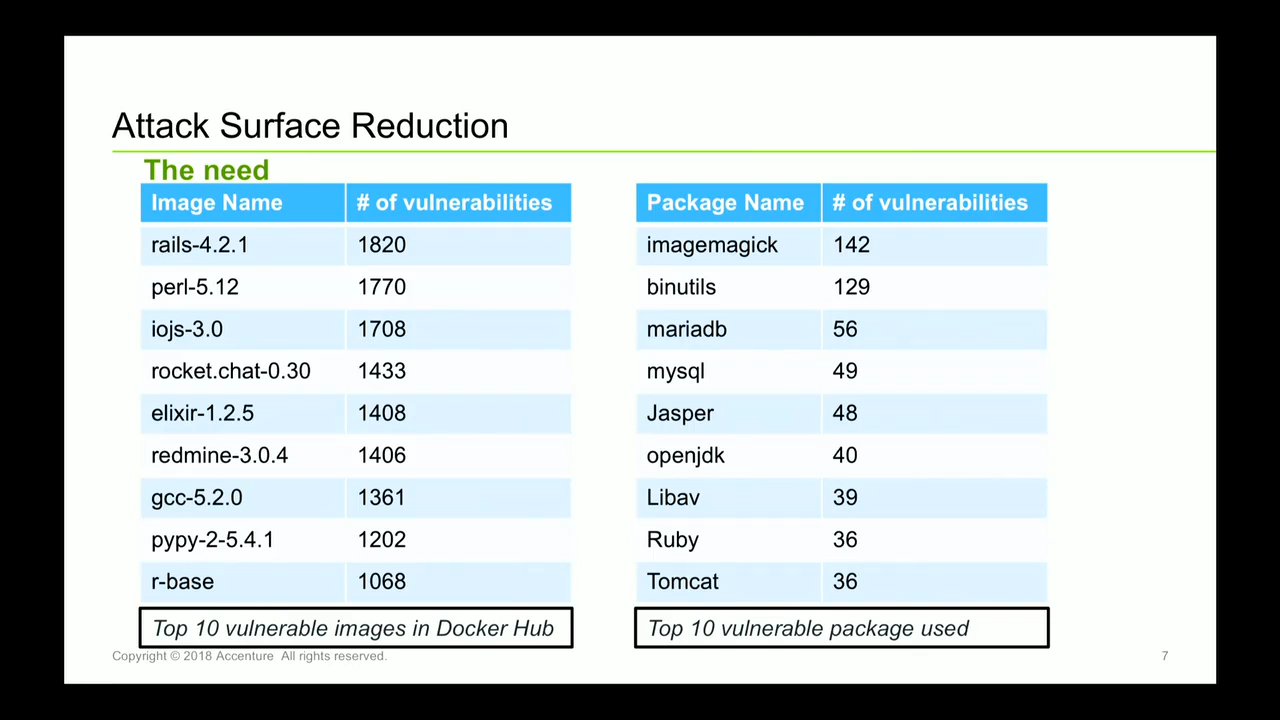 Attack Surface Reduction
The need
Image Name # of vulnerabilities
rails-4.2.1 1820
perl-5.12 1770
iojs-3.0 1708
rocket.chat-0.30 1433
elixir-1.2.5 1408
redmine-3.0.4 1406
gcc-5.2.0 1361
pypy-2-5.4.1 1202
r-base 1068
Top 10 vulnerable images in Docker Hub
Package Name # of vulnerabilities
imagemagick 142
binutils 129
mariadb 56
mysql 49
Jasper 48
openjdk 40
Libav 39
Ruby 36
Tomcat 36
Top 10 vulnerable package used
Copyright © 2018 Accenture All rights reserved.
7